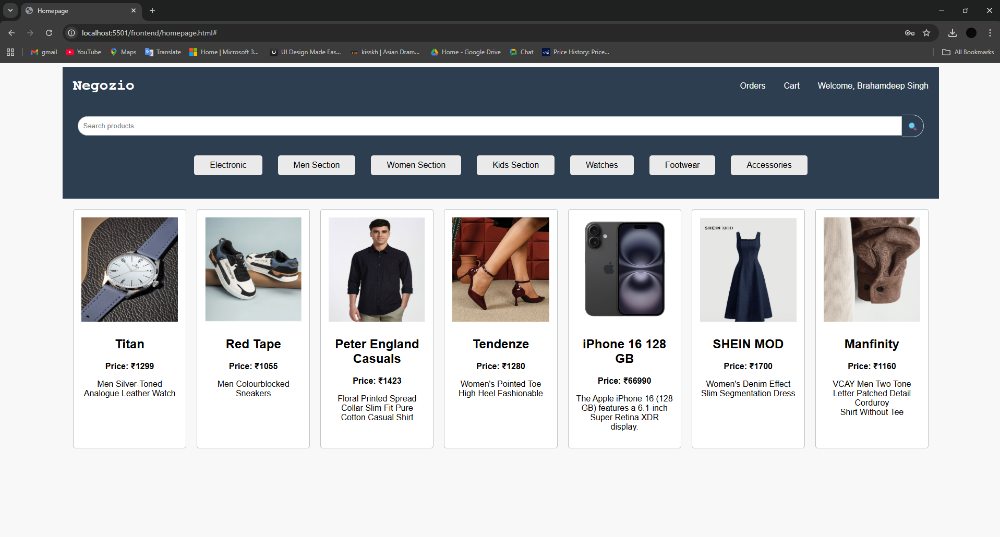 Homepage
localhost:5501/frontend/homepage.html#
gmail
YouTube
Maps
Translate
Home | Microsoft 3...
UI Design Made Eas...
kisskh | Asian Dram...
Home - Google Drive
Chat
Price History: Price...
All Bookmarks
Negozio
Orders
Cart
Welcome, Brahamdeep Singh
Search products...
Electronic
Men Section
Women Section
Kids Section
Watches
Footwear
Accessories
Titan
Price: ₹1299
Men Silver-Toned
Analogue Leather Watch
Red Tape
Price: ₹1055
Men Colourblocked
Sneakers
Peter England
Casuals
Price: ₹1423
Floral Printed Spread
Collar Slim Fit Pure
Cotton Casual Shirt
Tendenze
Price: ₹1280
Women's Pointed Toe
High Heel Fashionable
iPhone 16 128
GB
Price: ₹66990
The Apple iPhone 16 (128
GB) features a 6.1-inch
Super Retina XDR
display.
SHEIN MOD
SHEIN MOD
Price: ₹1700
Women's Denim Effect
Slim Segmentation Dress
Manfinity
Price: ₹1160
VCAY Men Two Tone
Letter Patched Detail
Corduroy
Shirt Without Tee